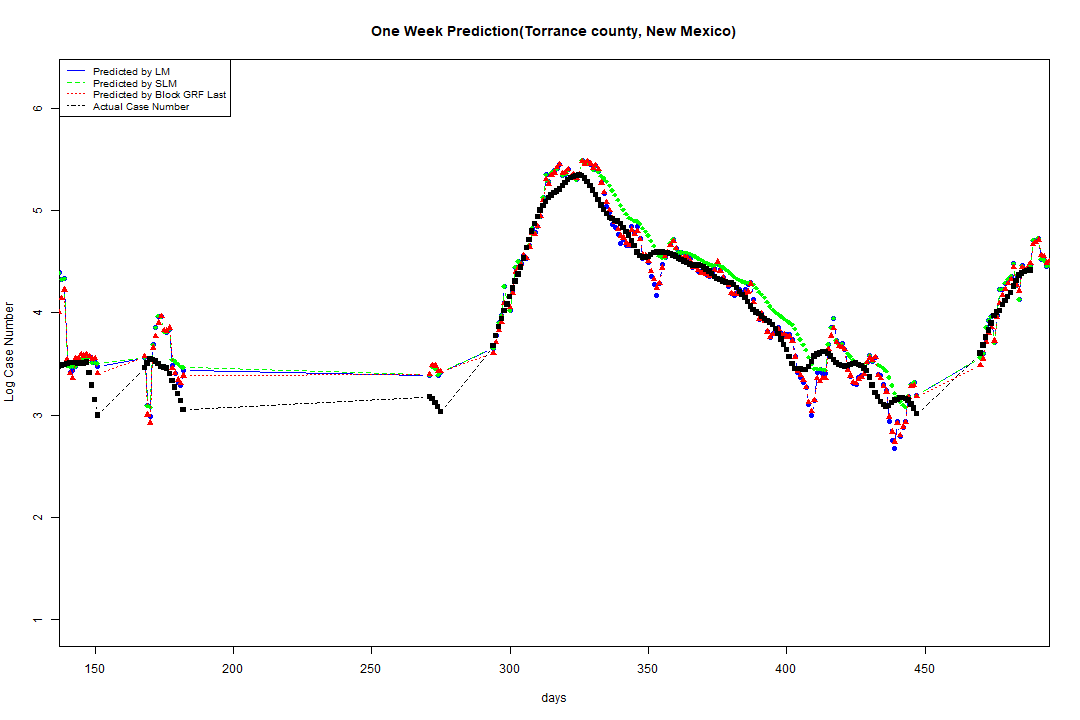 One Week Prediction(Torrance county, New Mexico)
Predicted by LM
Predicted by SLM
Predicted by Block GRF Last
Actual Case Number
Log Case Number
6
5
4
3
2
1
150 200 250 300 350 400 450
days